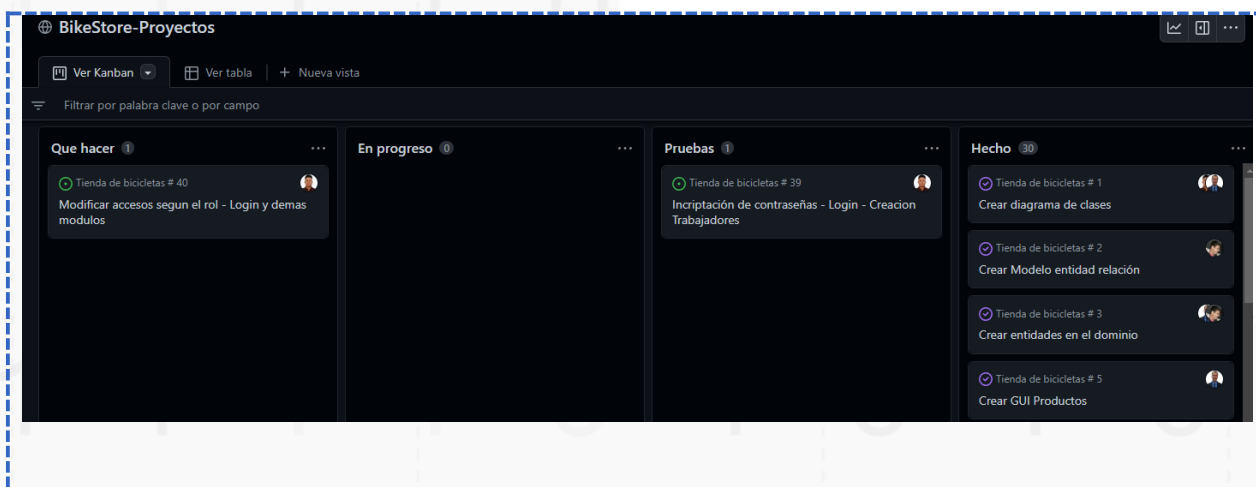 BikeStore-Proyectos
Ver Kanban
Ver tabla
+ Nueva vista
Filtrar por palabra clave o por campo
Que hacer 1
Tienda de bicicletas # 40
Modificar accesos segun el rol - Login y demas
modulos
En progreso 0
Pruebas 1
Tienda de bicicletas # 39
Incriptación de contraseñas - Login - Creacion
Trabajadores
Hecho 30
Tienda de bicicletas # 1
Crear diagrama de clases
Tienda de bicicletas # 2
Crear Modelo entidad relación
Tienda de bicicletas # 3
Crear entidades en el dominio
Tienda de bicicletas # 5
Crear GUI Productos